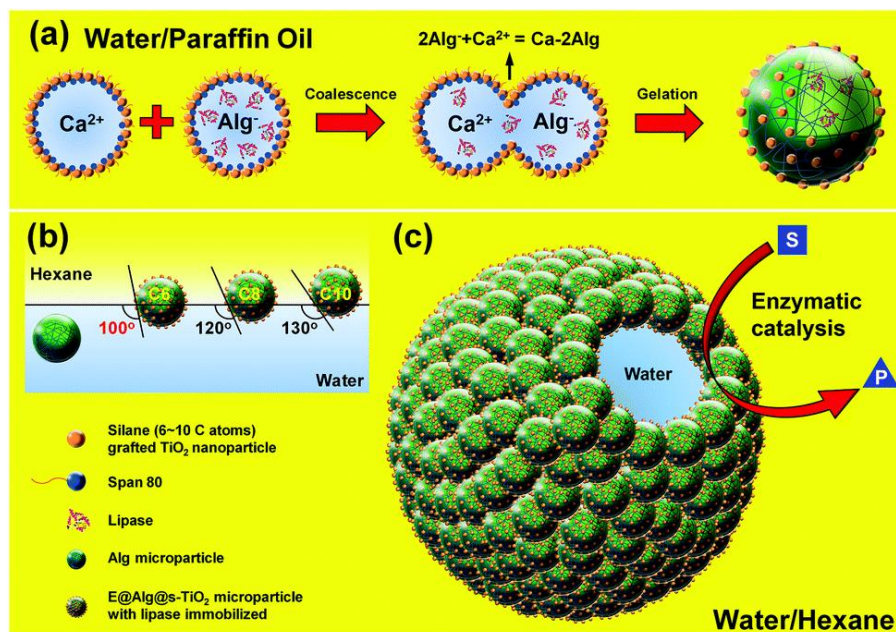 (a) Water/Paraffin Oil
2Alg⁻+Ca²⁺ = Ca-2Alg
Ca²⁺
Alg⁻
Coalescence
Ca²⁺
Alg⁻
Gelation
(b)
Hexane
C6
C8
C10
100°
120°
130°
Water
Silane (6~10 C atoms)
grafted TiO₂ nanoparticle
Span 80
Lipase
Alg microparticle
E@Alg@s-TiO₂ microparticle
with lipase immobilized
(c)
S
Enzymatic
catalysis
Water
P
Water/Hexane